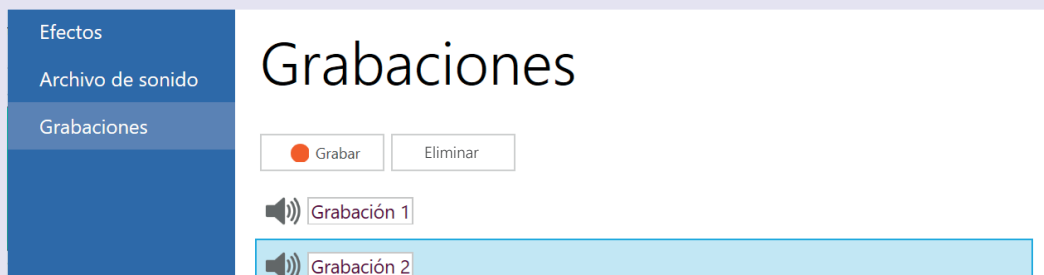 Efectos
Archivo de sonido
Grabaciones
Grabaciones
Grabar
Eliminar
Grabación 1
Grabación 2